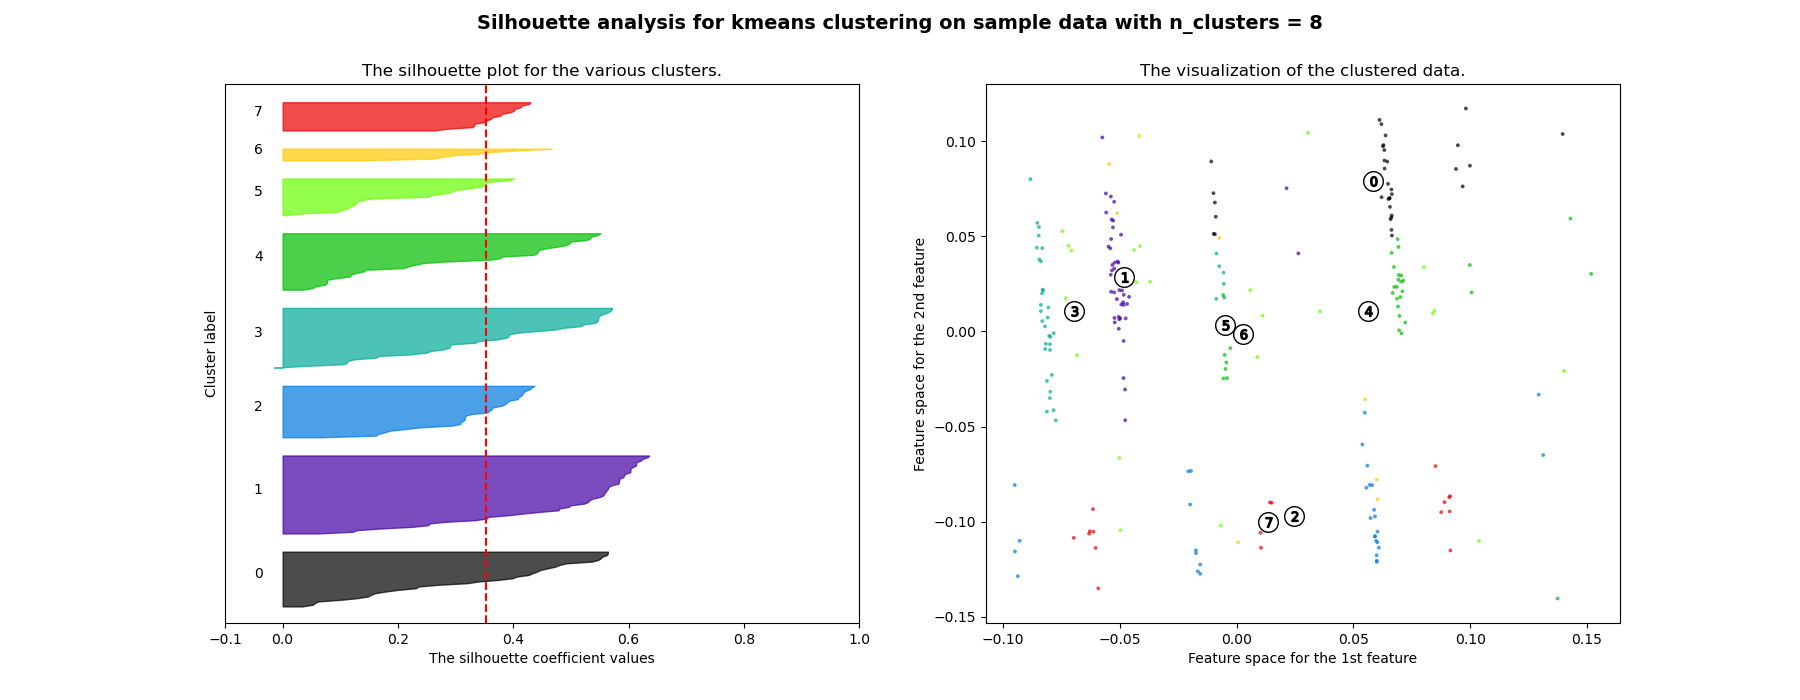 Silhouette analysis for kmeans clustering on sample data with n_clusters = 8
The silhouette plot for the various clusters.
7
6
5
4
3
2
1
0
Cluster label
−0.1 0.0 0.2 0.4 0.6 0.8 1.0
The silhouette coefficient values
The visualization of the clustered data.
0.10
0.05
0.00
−0.05
−0.10
−0.15
Feature space for the 2nd feature
0
1
3
4
5
6
2
7
−0.10 −0.05 0.00 0.05 0.10 0.15
Feature space for the 1st feature